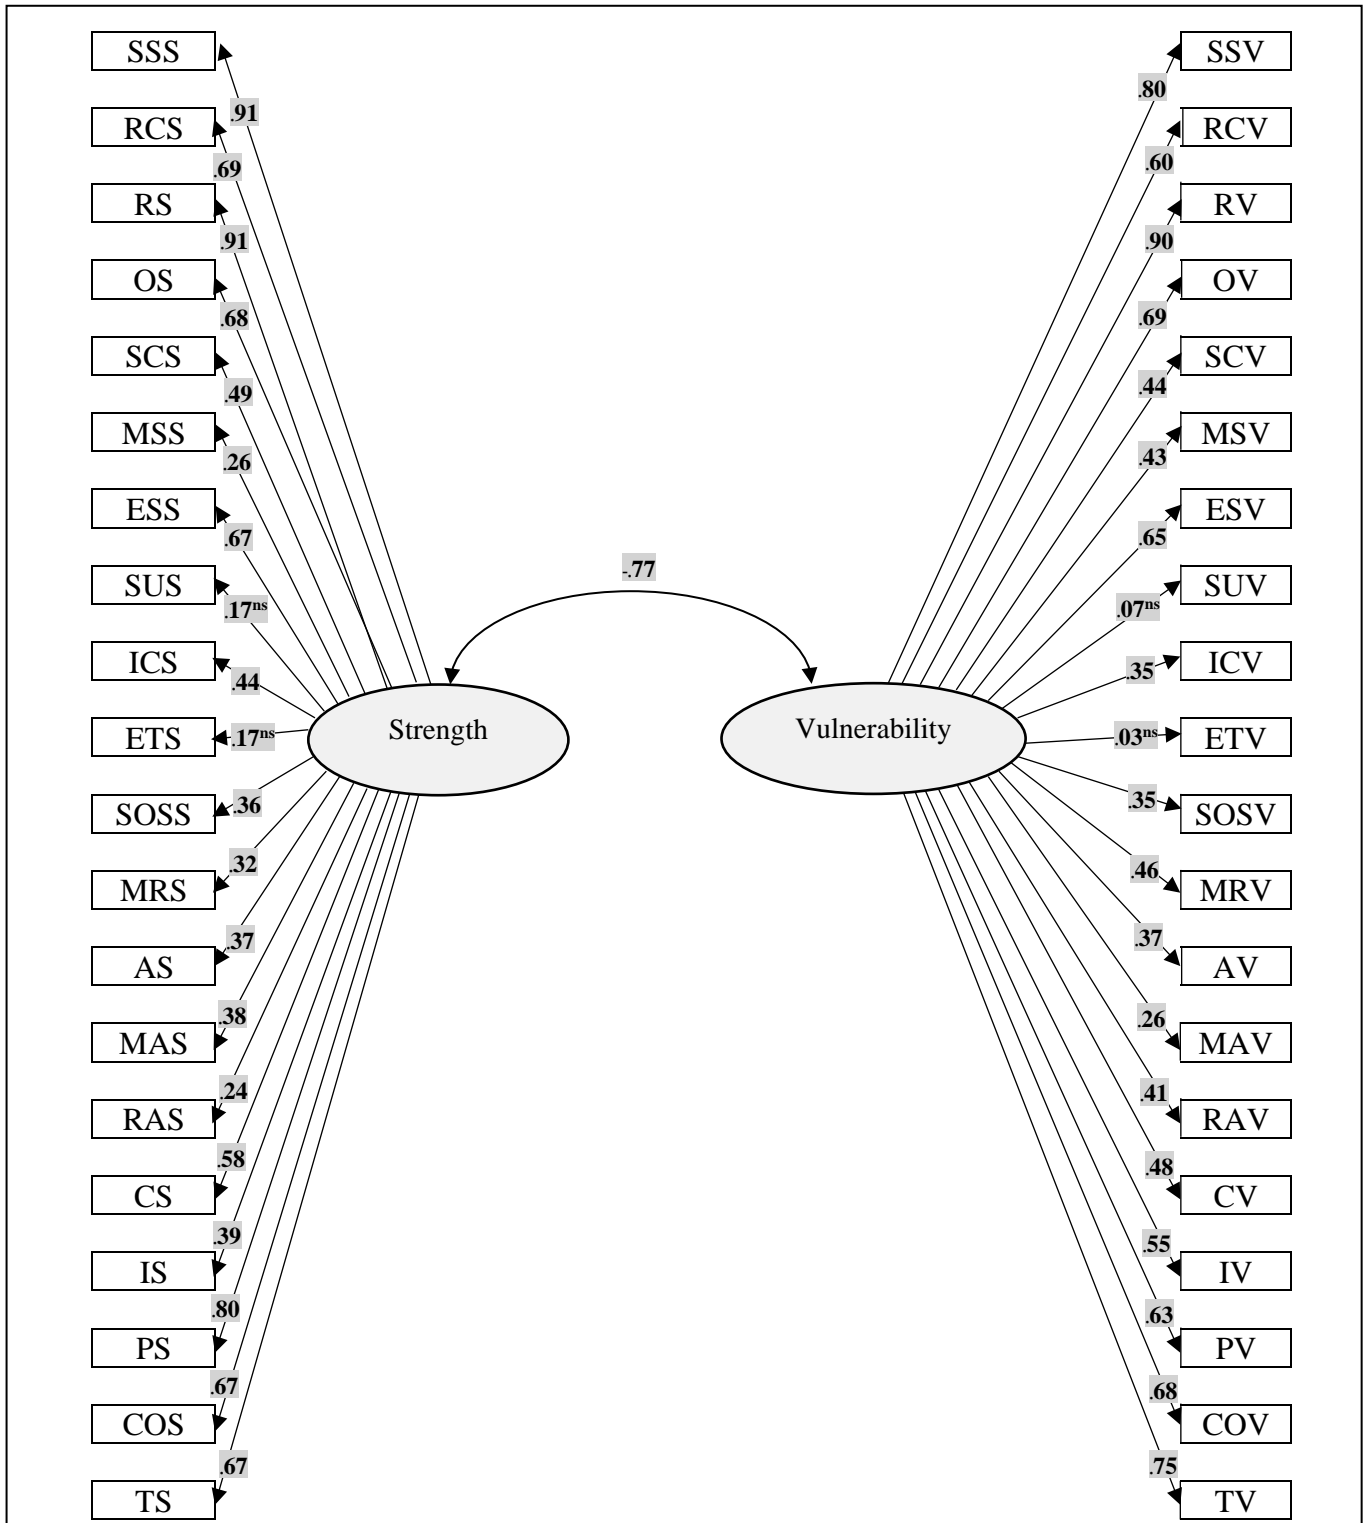 SSS
SSV
.80
.91
RCS
RCV
.60
.69
RS
RV
.91
.90
OS
OV
.68
.69
SCS
SCV
.49
.44
MSS
MSV
.26
.43
ESS
ESV
.67
.65
-.77
SUS
SUV
.17ns
.07ns
ICS
ICV
.44
.35
Strength
Vulnerability
ETS
.17ns
.03ns
ETV
.36
.35
SOSS
SOSV
.32
.46
MRS
MRV
.37
.37
AS
AV
.38
.26
MAS
MAV
.24
.41
RAS
RAV
.58
.48
CS
CV
.39
.55
IS
IV
.80
.63
PS
PV
.67
.68
COS
COV
.67
.75
TS
TV